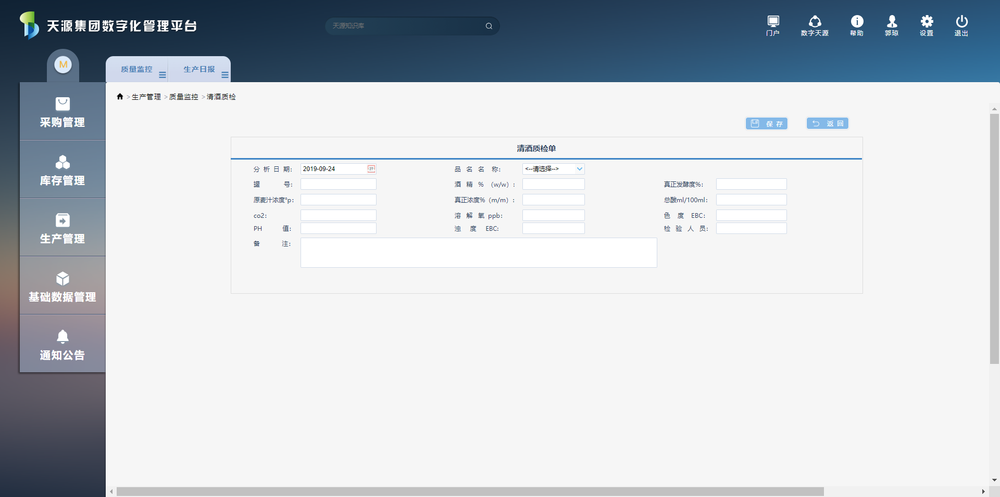 天源集团数字化管理平台
天源知识库
门户 数字天源 帮助 郭琼 设置 退出
M
质量监控 生产日报
>生产管理 >质量监控 >清酒质检
采购管理
库存管理
生产管理
基础数据管理
通知公告
保 存 返 回
清酒质检单
分 析 日 期: 2019-09-24 27 品 名 名 称: <--请选择-->
罐 号: 酒 精 % (w/w) : 真正发酵度%:
原麦汁浓度°p: 真正浓度% (m/m) : 总酸ml/100ml:
co2: 溶 解 氧 ppb: 色 度 EBC:
PH 值: 浊 度 EBC: 检 验 人 员:
备 注: